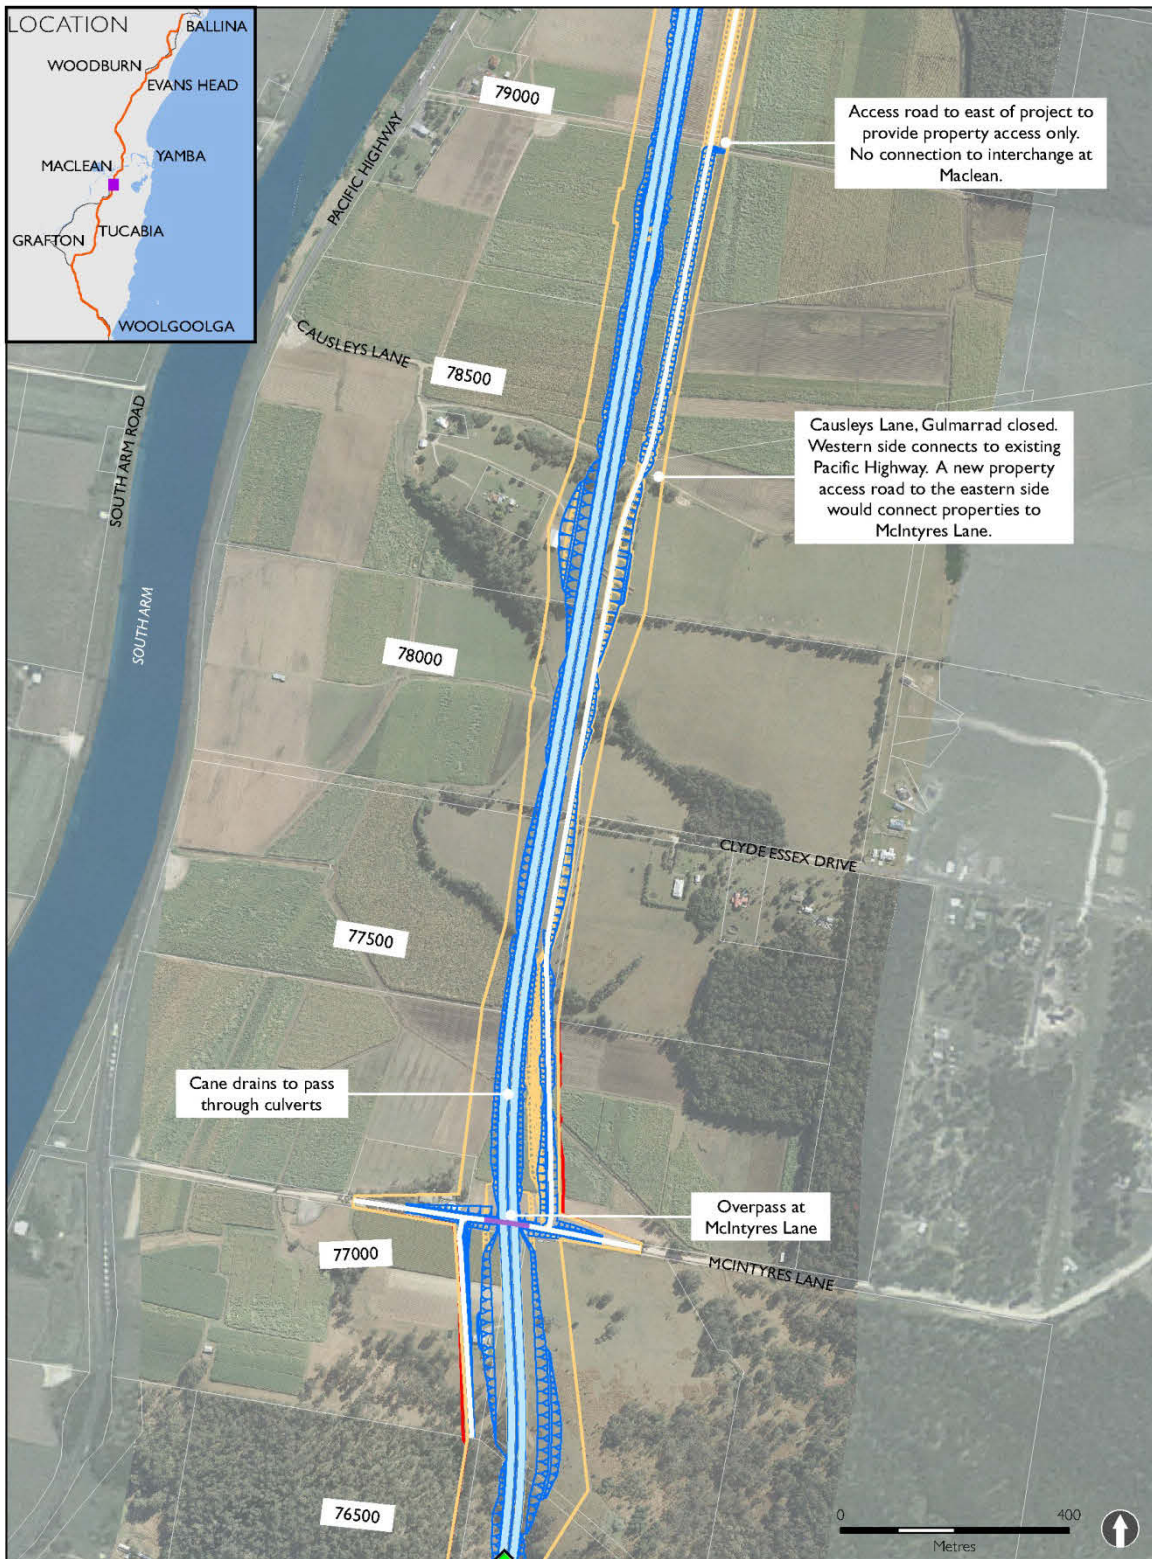 LOCATION
BALLINA
WOODBURN
EVANS HEAD
MACLEAN
YAMBA
TUCABIA
GRAFTON
WOOLGOOLGA
79000
PACIFIC HIGHWAY
Access road to east of project to
provide property access only.
No connection to interchange at
Maclean.
CAUSLEYS LANE
78500
SOUTH ARM ROAD
Causleys Lane, Gulmarrad closed.
Western side connects to existing
Pacific Highway. A new property
access road to the eastern side
would connect properties to
McIntyres Lane.
SOUTH ARM
78000
CLYDE ESSEX DRIVE
77500
Cane drains to pass
through culverts
Overpass at
McIntyres Lane
77000
MCINTYRES LANE
76500
0
400
Metres